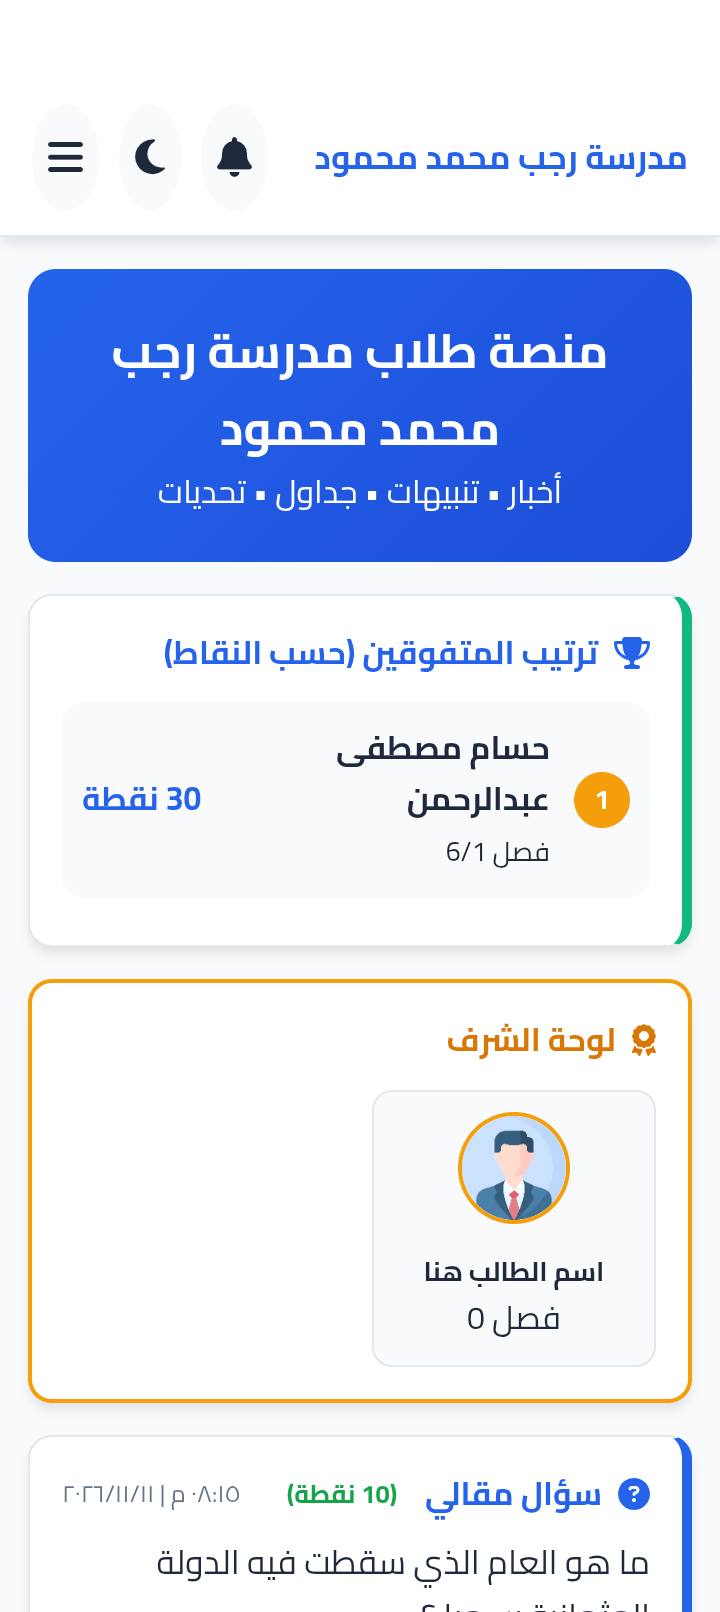 مدرسة رجب محمد محمود
منصة طلاب مدرسة رجب
محمد محمود
أخبار ▪ تنبيهات ▪ جداول ▪ تحديات
ترتيب المتفوقين (حسب النقاط)
1
حسام مصطفى
عبدالرحمن
فصل 6/1
30 نقطة
لوحة الشرف
اسم الطالب هنا
فصل 0
سؤال مقالي (10 نقطة) ٠٨:١٥ م | ٢٠٢٦/١١/١١
ما هو العام الذي سقطت فيه الدولة